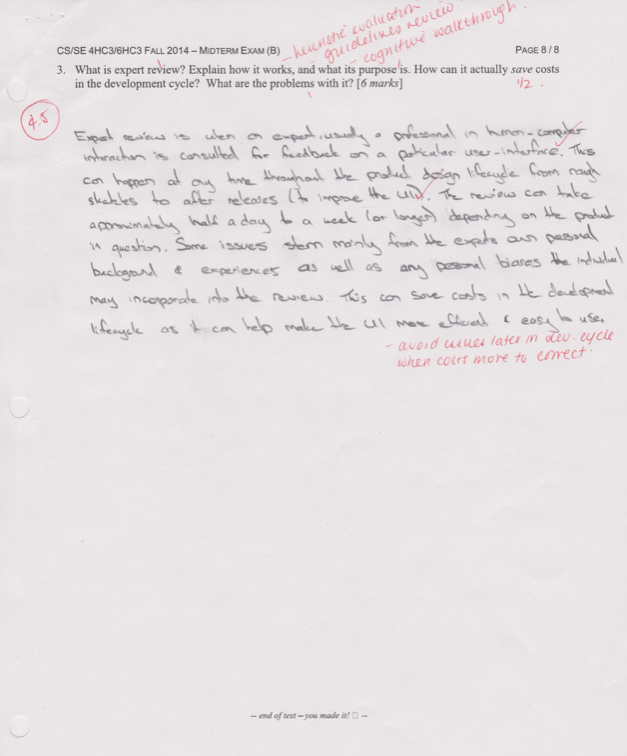 - heuristic evaluation
- guidelines review
- cognitive walkthrough.
CS/SE 4HC3/6HC3 FALL 2014 – MIDTERM EXAM (B) PAGE 8 / 8
3. What is expert review? Explain how it works, and what its purpose is. How can it actually save costs
in the development cycle? What are the problems with it? [6 marks]
1/2 .
4.5
Expert review is when an expert, usually a professional in human-computer
interaction is consulted for feedback on a particular user-interface. This
can happen at any time throughout the product design lifecycle from rough
sketches to after releases (to improve the UI). The review can take
approximately half a day to a week (or longer) depending on the product
in question. Some issues stem mainly from the experts own personal
background & experiences as well as any personal biases the individual
may incorporate into the review. This can save costs in the development
lifecycle as it can help make the UI more efficient & easy to use.
- avoid issues later in dev. cycle
when costs more to correct.
-- end of test – you made it! □ --